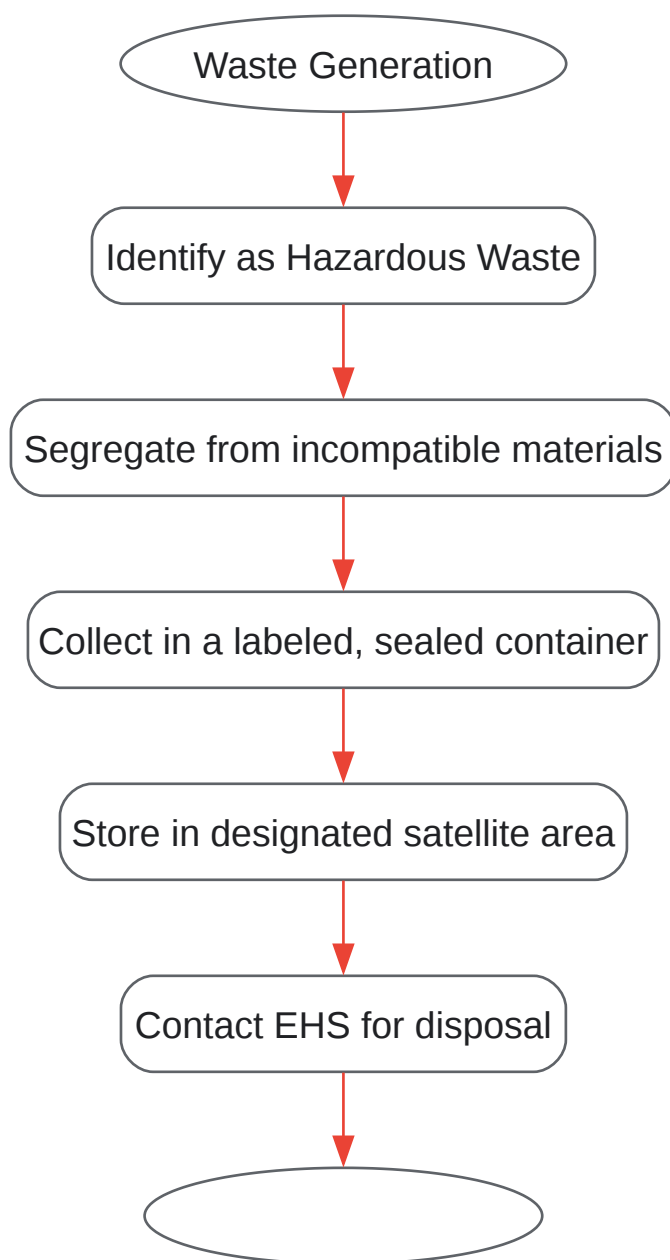 Waste Generation
Identify as Hazardous Waste
Segregate from incompatible materials
Collect in a labeled, sealed container
Store in designated satellite area
Contact EHS for disposal